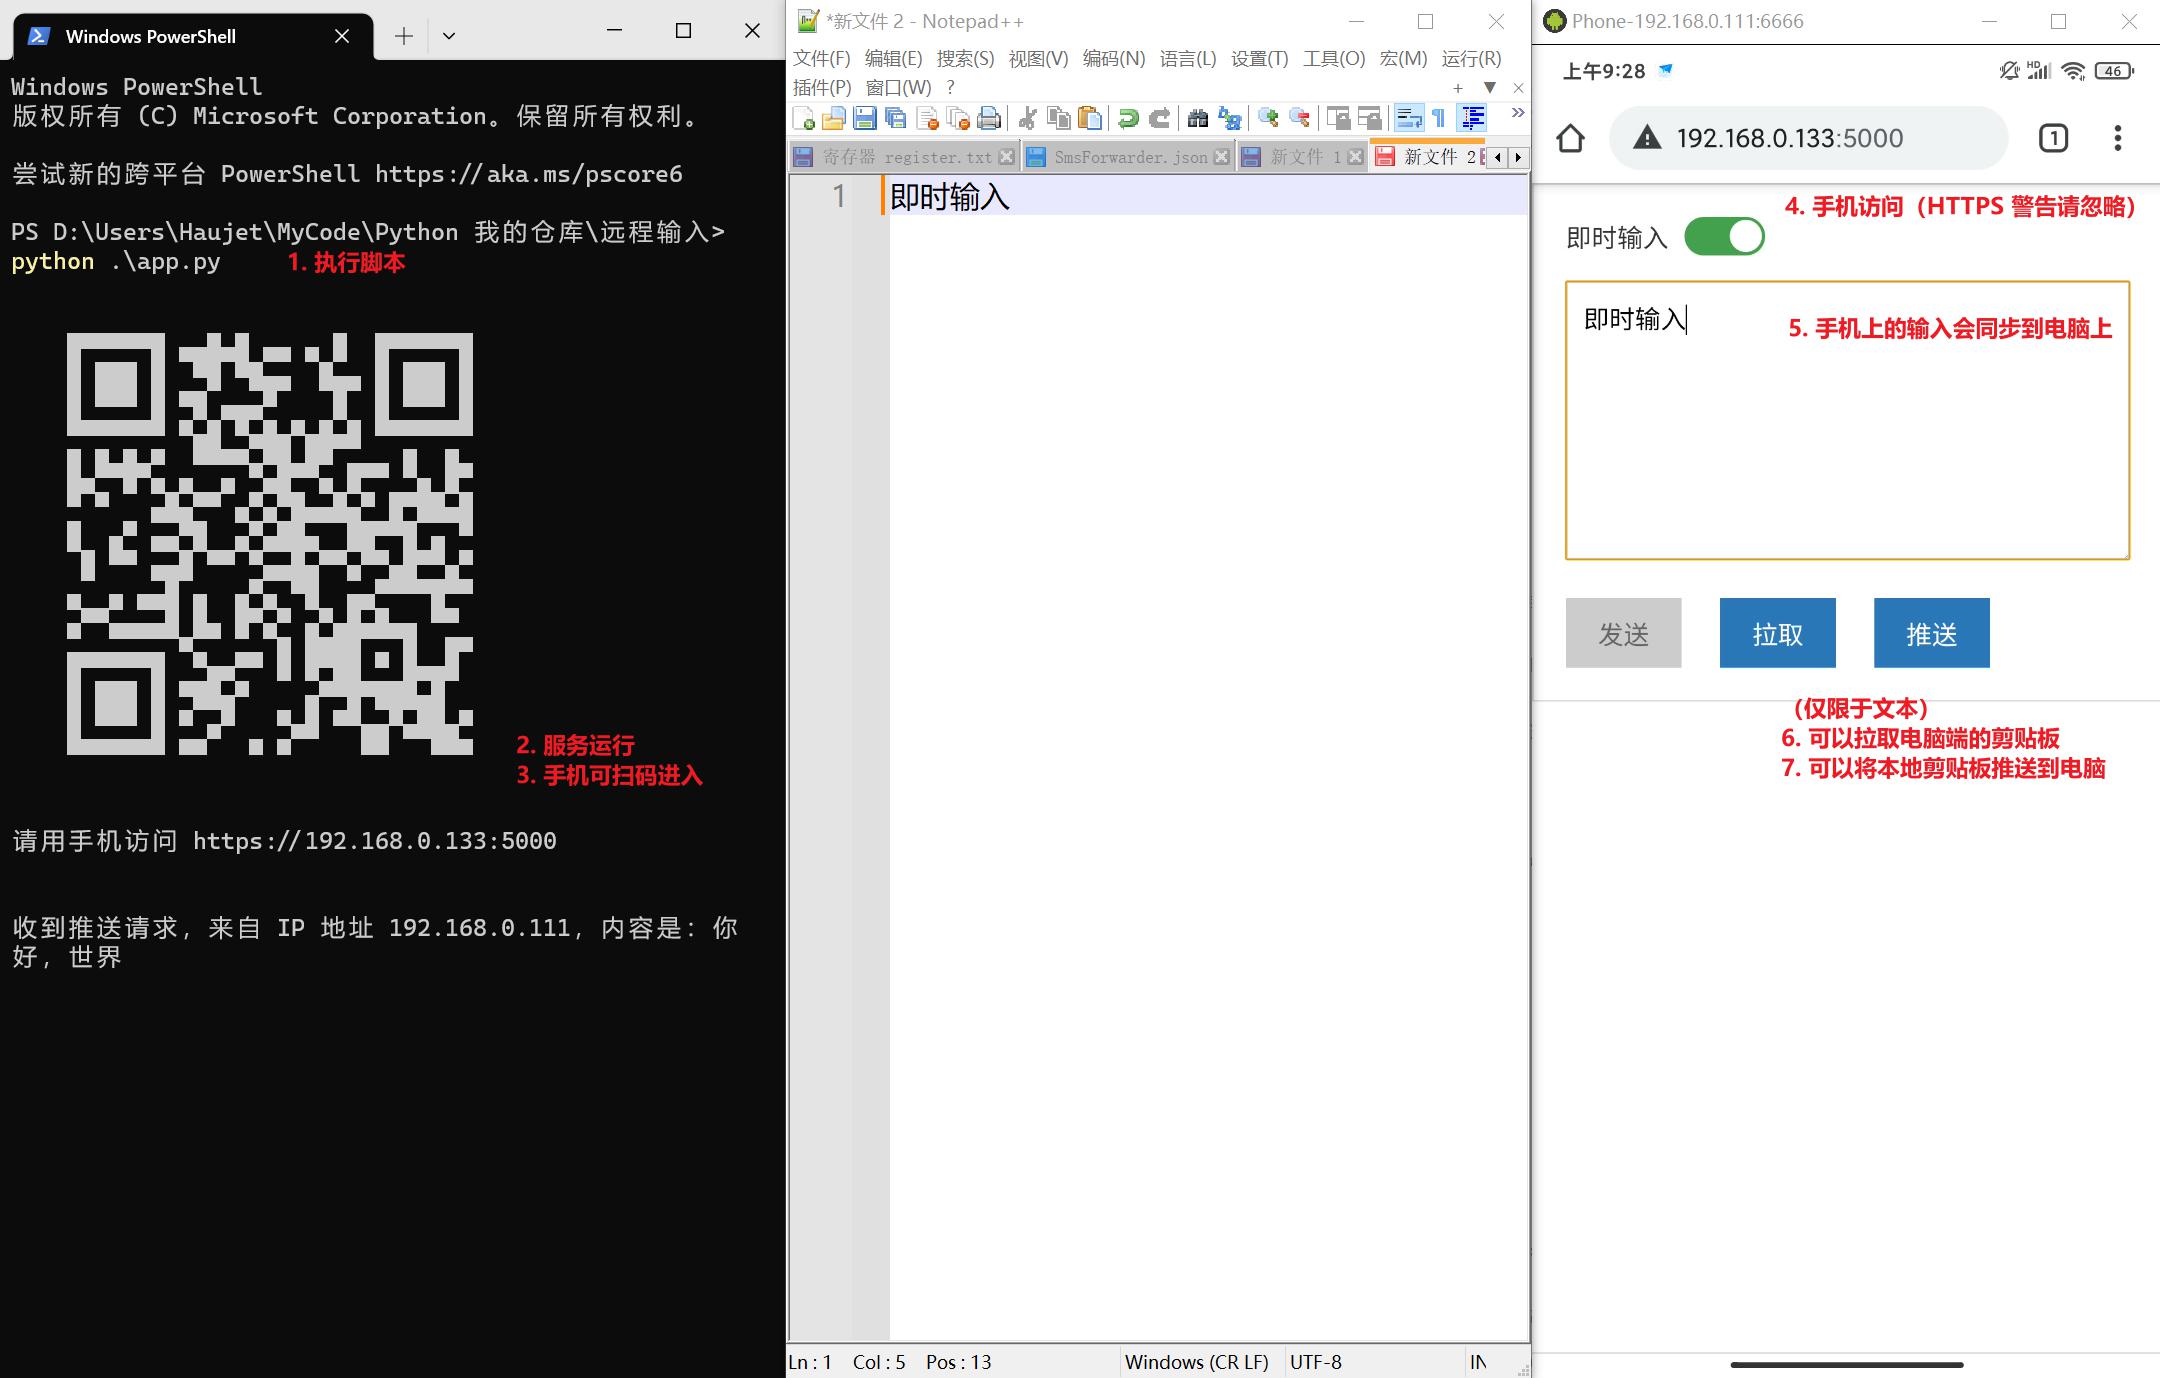 Windows PowerShell
Windows PowerShell
版权所有 (C) Microsoft Corporation。保留所有权利。
尝试新的跨平台 PowerShell https://aka.ms/pscore6
PS D:\Users\Haujet\MyCode\Python 我的仓库\远程输入>
python .\app.py
1. 执行脚本
2. 服务运行
3. 手机可扫码进入
请用手机访问 https://192.168.0.133:5000
收到推送请求，来自 IP 地址 192.168.0.111，内容是：你
好，世界
*新文件 2 - Notepad++
文件(F) 编辑(E) 搜索(S) 视图(V) 编码(N) 语言(L) 设置(T) 工具(O) 宏(M) 运行(R)
插件(P) 窗口(W) ?
寄存器 register.txt SmsForwarder.json 新文件 1 新文件 2
1 即时输入
Ln : 1 Col : 5 Pos : 13 Windows (CR LF) UTF-8 IN
Phone-192.168.0.111:6666
上午9:28 HD 46
192.168.0.133:5000 1
4. 手机访问（HTTPS 警告请忽略）
即时输入
即时输入
5. 手机上的输入会同步到电脑上
发送 拉取 推送
（仅限于文本）
6. 可以拉取电脑端的剪贴板
7. 可以将本地剪贴板推送到电脑